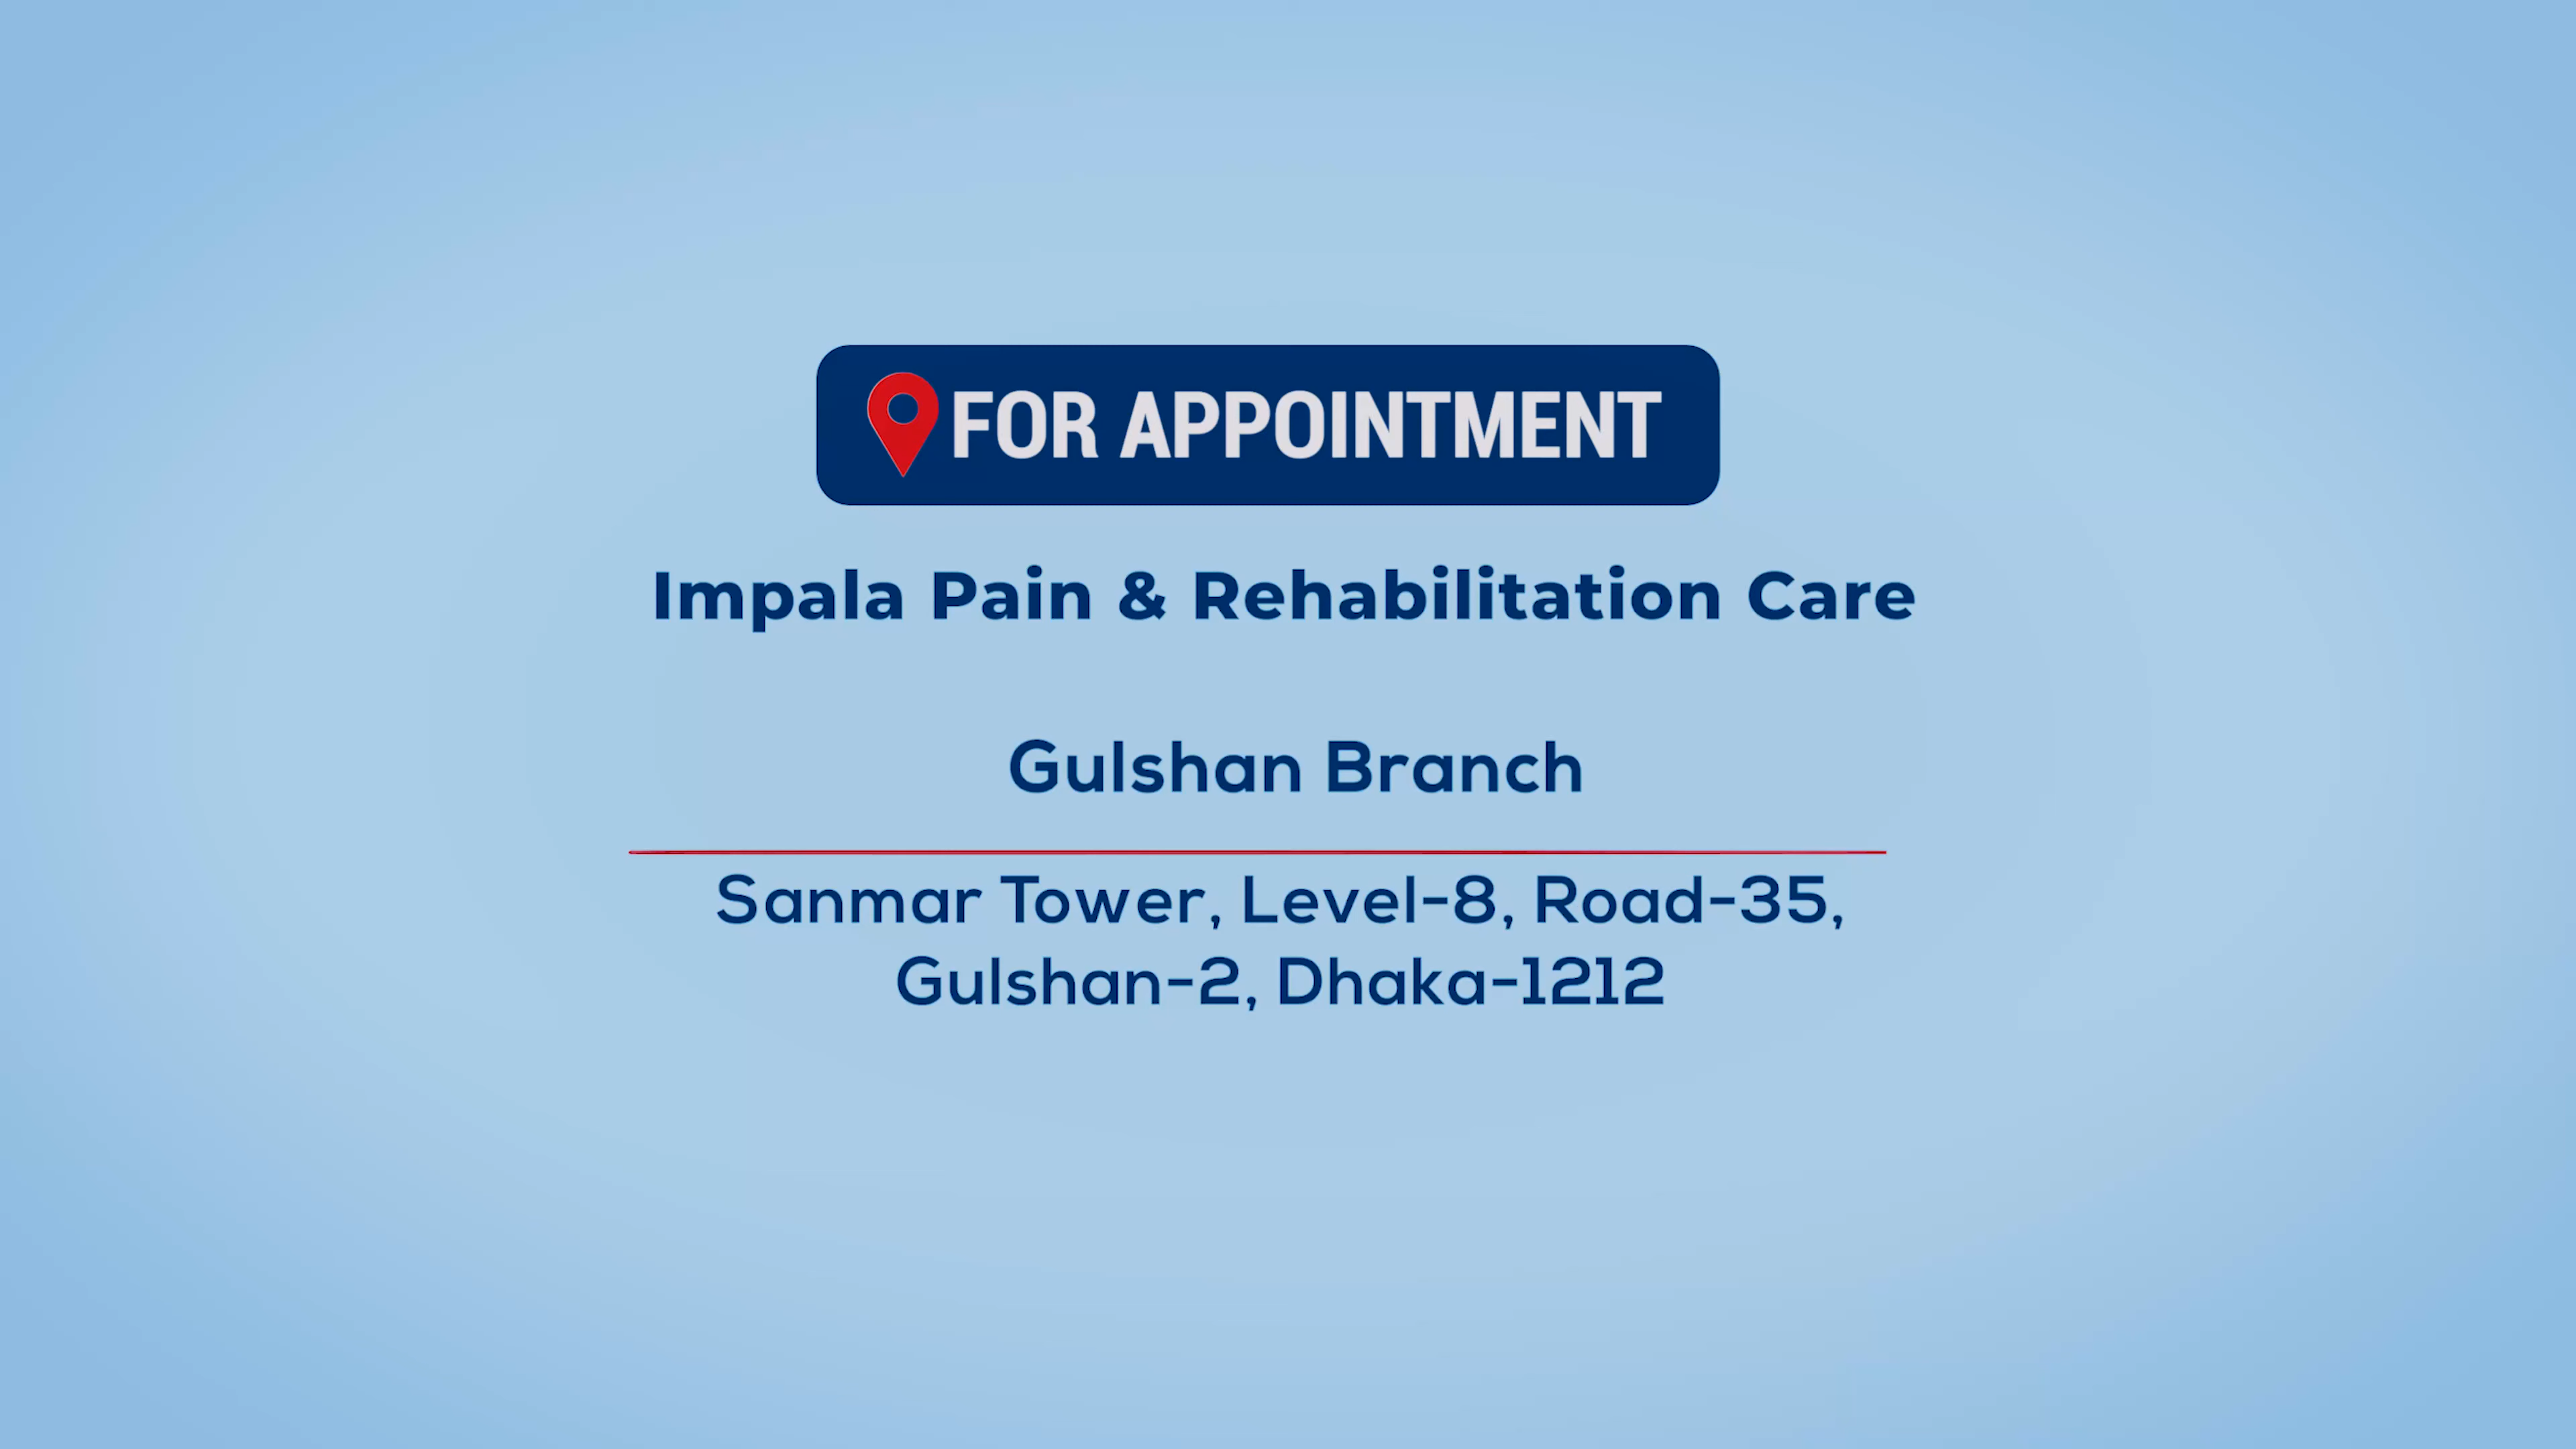 FOR APPOINTMENT
Impala Pain & Rehabilitation Care
Gulshan Branch
Sanmar Tower, Level-8, Road-35,
Gulshan-2, Dhaka-1212